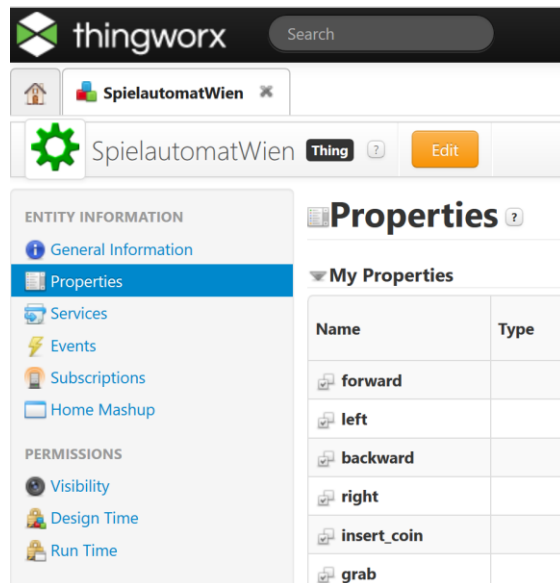 thingworx
Search
SpielautomatWien
SpielautomatWien Thing ? Edit
ENTITY INFORMATION
General Information
Properties
Services
Events
Subscriptions
Home Mashup
PERMISSIONS
Visibility
Design Time
Run Time
Properties ?
My Properties
Name Type
forward
left
backward
right
insert_coin
grab